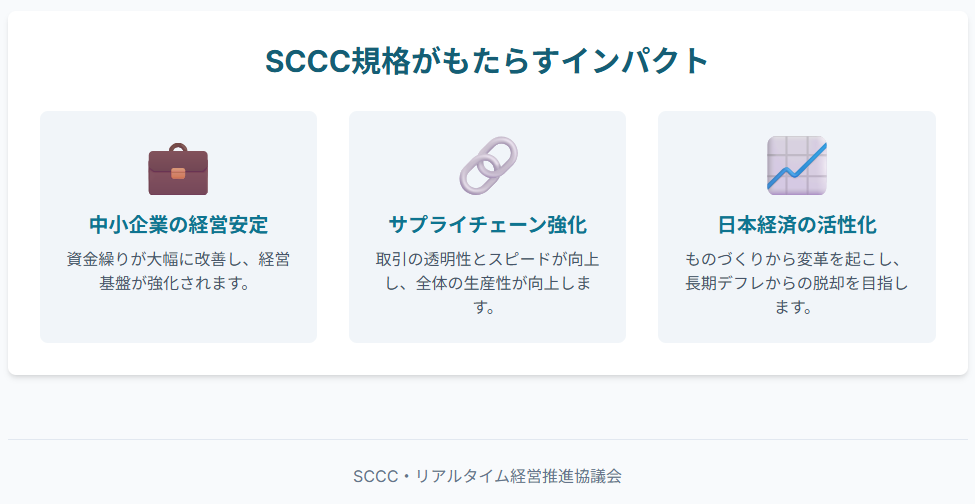 SCCC規格がもたらすインパクト
中小企業の経営安定
資金繰りが大幅に改善し、経営
基盤が強化されます。
サプライチェーン強化
取引の透明性とスピードが向上
し、全体の生産性が向上しま
す。
日本経済の活性化
ものづくりから変革を起こし、
長期デフレからの脱却を目指し
ます。
SCCC・リアルタイム経営推進協議会